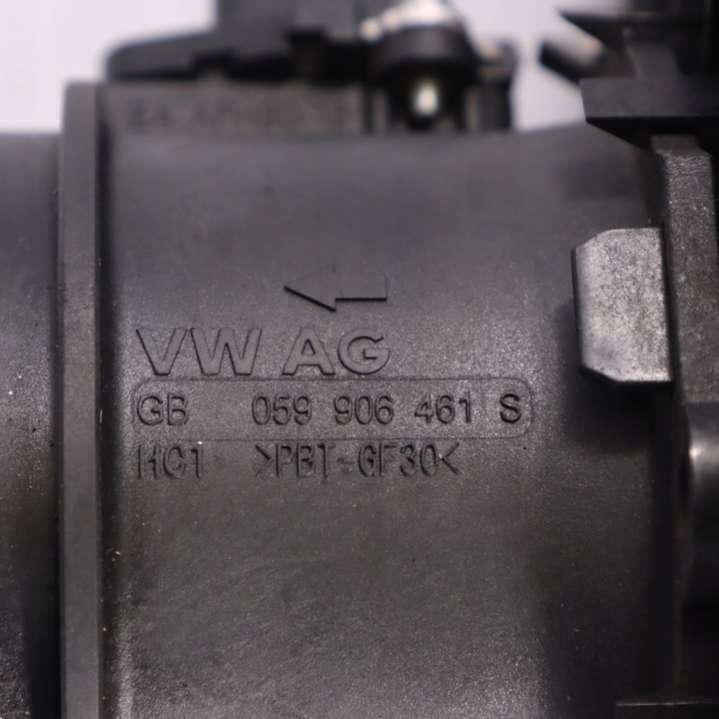 VW AG
GB 059 906 461 S
HC1 >PBT-GF30<